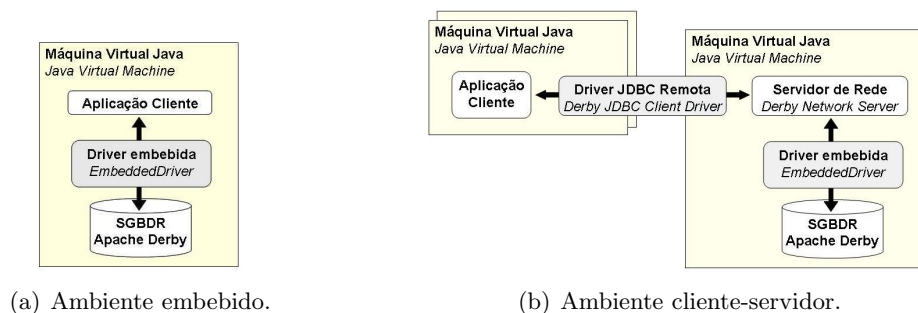 Máquina Virtual Java
Java Virtual Machine
Aplicação Cliente
Driver embebida
EmbeddedDriver
SGBDR
Apache Derby
(a) Ambiente embebido.
Máquina Virtual Java
Java Virtual Machine
Aplicação
Cliente
Driver JDBC Remota
Derby JDBC Client Driver
Máquina Virtual Java
Java Virtual Machine
Servidor de Rede
Derby Network Server
Driver embebida
EmbeddedDriver
SGBDR
Apache Derby
(b) Ambiente cliente-servidor.